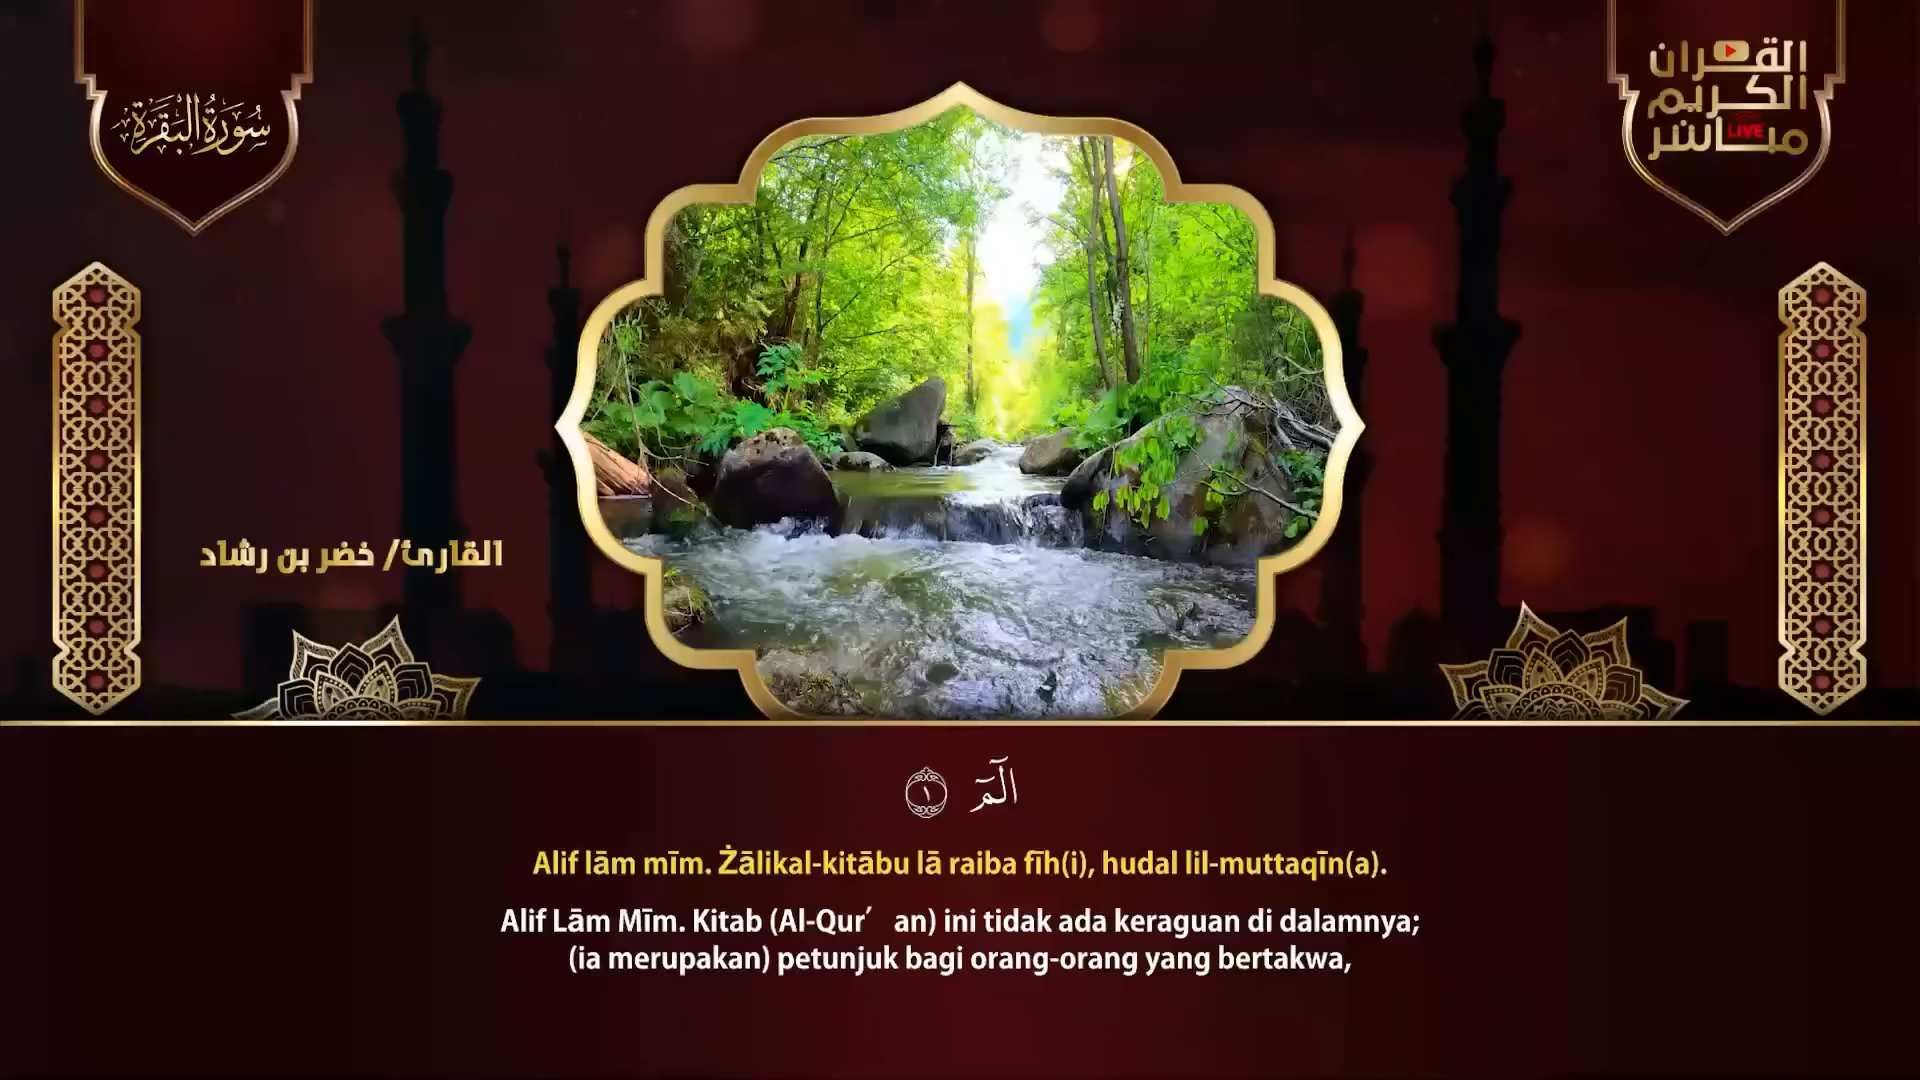 سُورَةُ البَقَرَةِ
القران
الكريم
مباشر
LIVE
القارئ/ خضر بن رشاد
الٓمٓ ١
Alif lām mīm. Żālikal-kitābu lā raiba fīh(i), hudal lil-muttaqīn(a).
Alif Lām Mīm. Kitab (Al-Qur′ an) ini tidak ada keraguan di dalamnya;
(ia merupakan) petunjuk bagi orang-orang yang bertakwa,